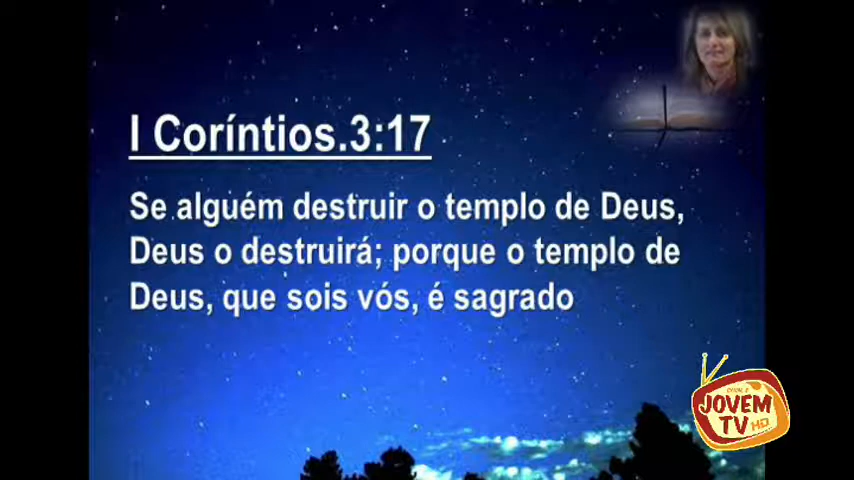 I Coríntios.3:17
Se alguém destruir o templo de Deus,
Deus o destruirá; porque o templo de
Deus, que sois vós, é sagrado
JOVEM
TV HD